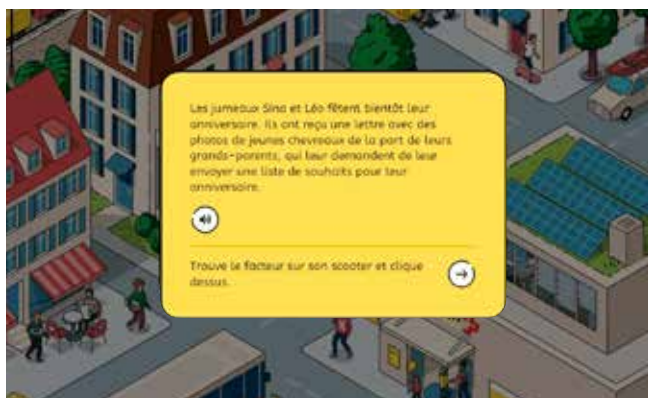 Les jumeaux Sina et Léo fêtent bientôt leur
anniversaire. Ils ont reçu une lettre avec des
photos de jeunes chevreaux de la part de leurs
grands-parents, qui leur demandent de leur
envoyer une liste de souhaits pour leur
anniversaire.
Trouve le facteur sur son scooter et clique
dessus.